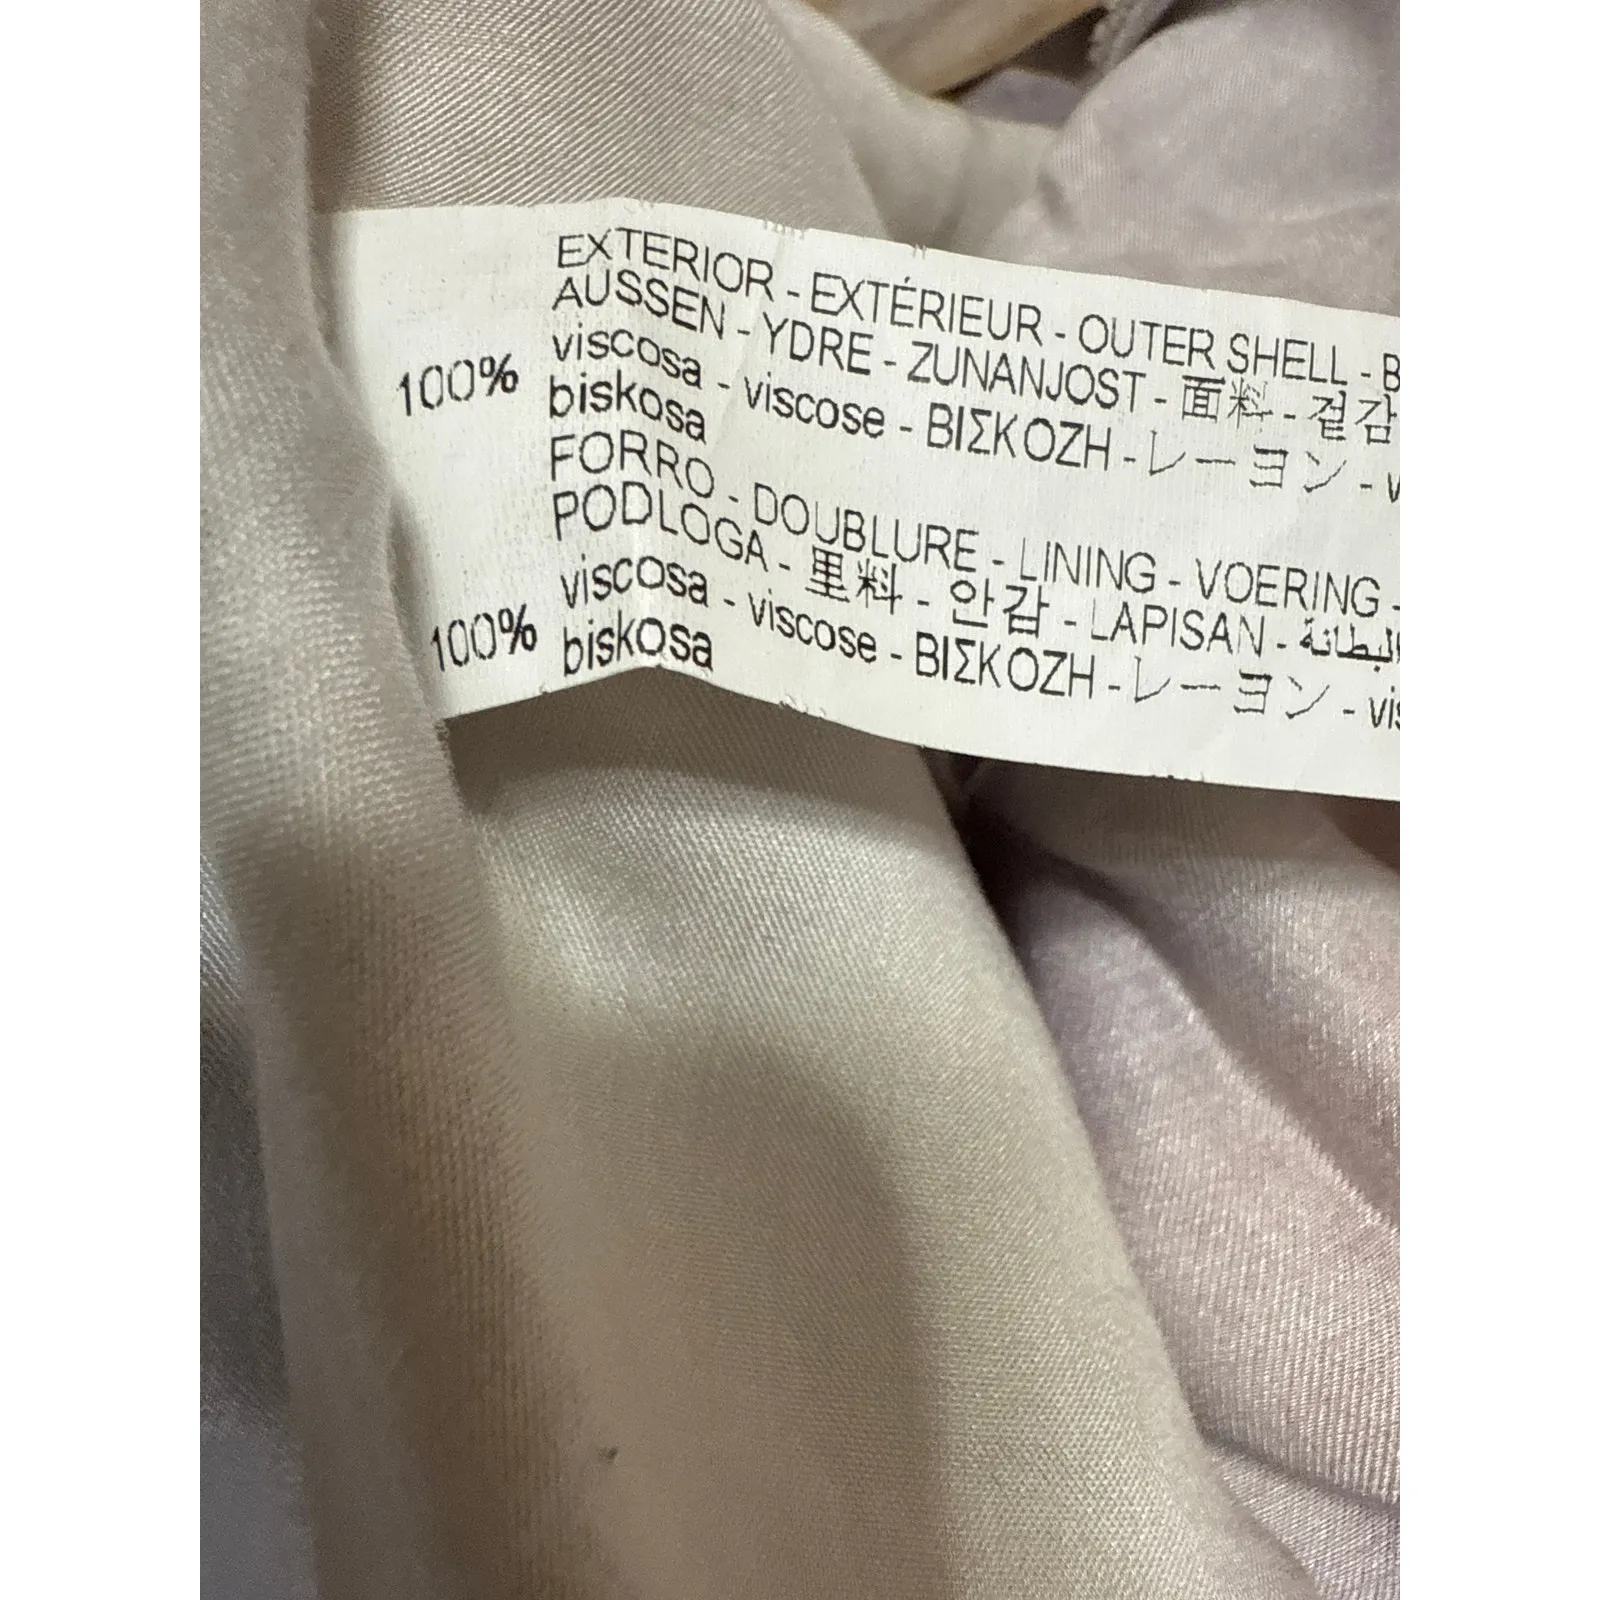 EXTERIOR - EXTÉRIEUR - OUTER SHELL -
AUSSEN - YDRE - ZUNANJOST - 面料 - 겉감
100% viscosa - viscose - ΒΙΣΚΟΖΗ - レーヨン -
biskosa
FORRO - DOUBLURE - LINING - VOERING -
PODLOGA - 里料 - 안감 - LAPISAN - البطانة
100% viscosa - viscose - ΒΙΣΚΟΖΗ - レーヨン -
biskosa